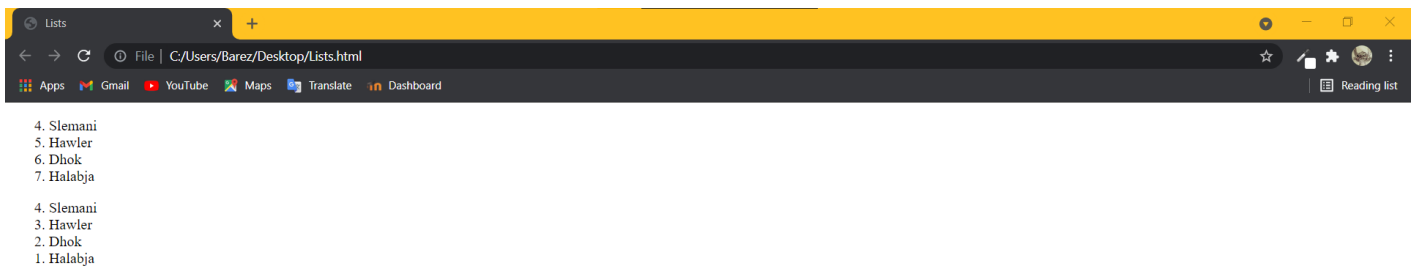 Lists
File | C:/Users/Barez/Desktop/Lists.html
Apps Gmail YouTube Maps Translate Dashboard Reading list
4. Slemani
5. Hawler
6. Dhok
7. Halabja
4. Slemani
3. Hawler
2. Dhok
1. Halabja